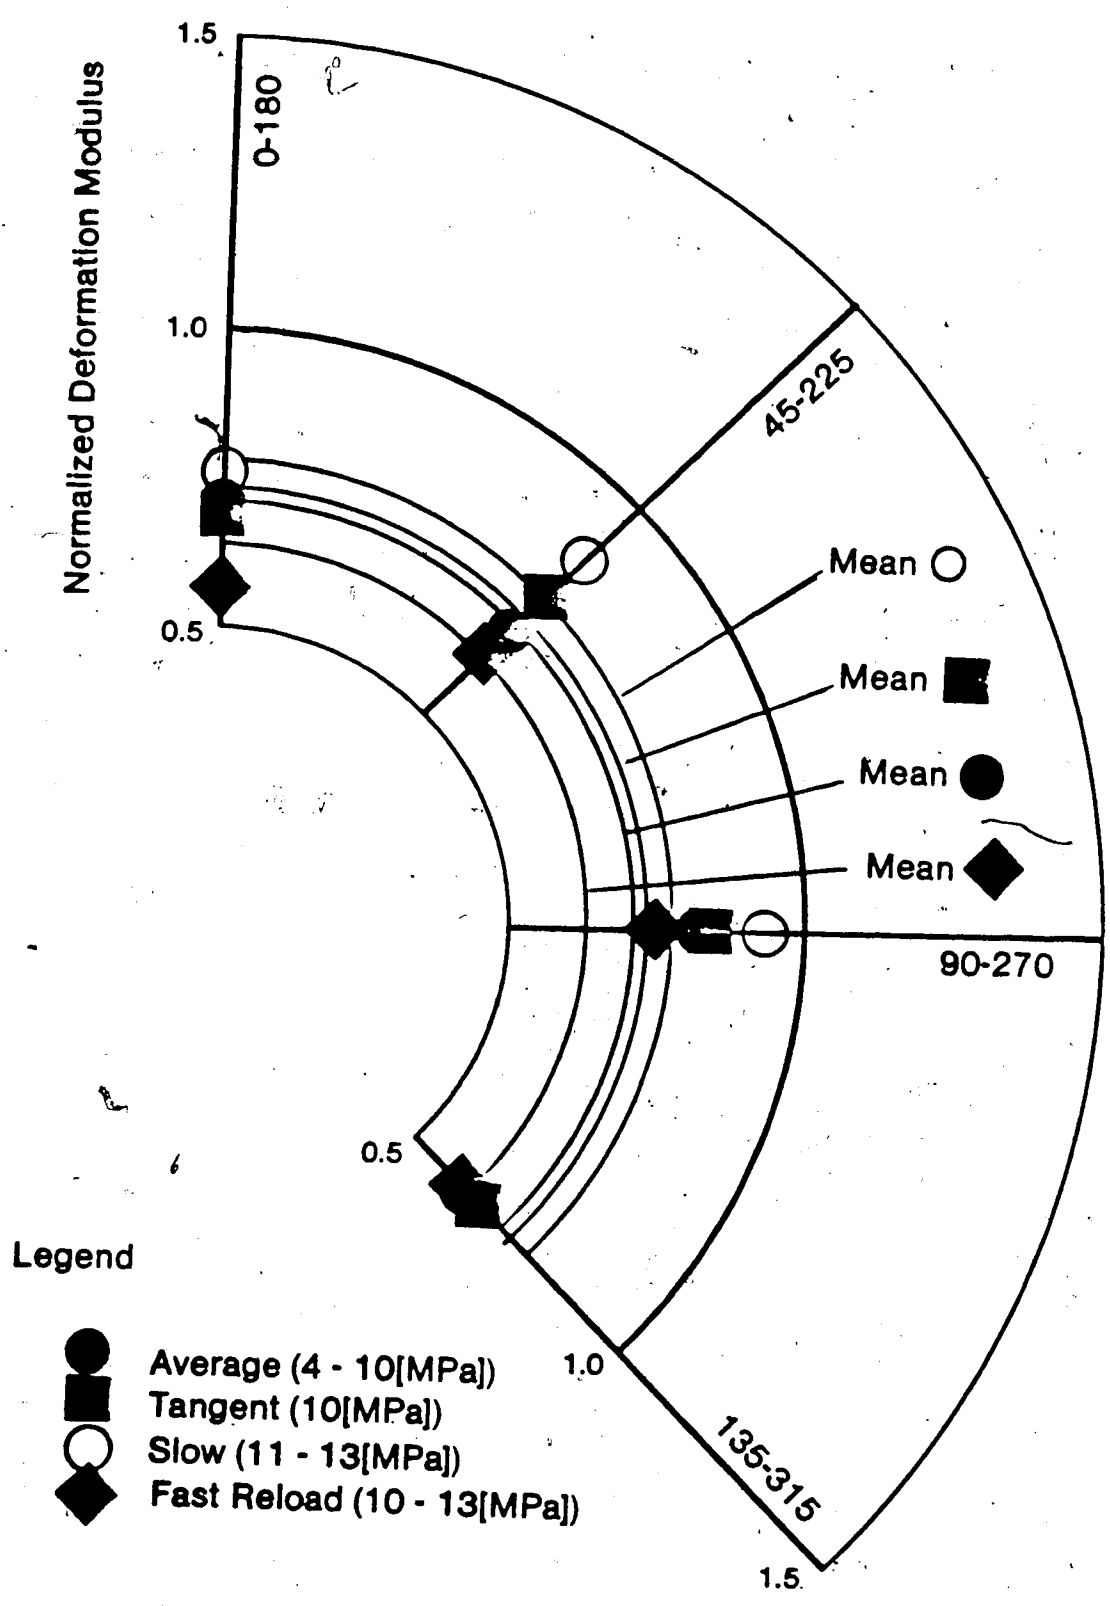 1.5
0-180
Normalized Deformation Modulus
1.0
45-225
Mean
Mean
0.5
Mean
Mean
90-270
0.5
Legend
Average (4 - 10[MPa])
1.0
Tangent (10[MPa])
Slow (11 - 13[MPa])
135-315
Fast Reload (10 - 13[MPa])
1.5